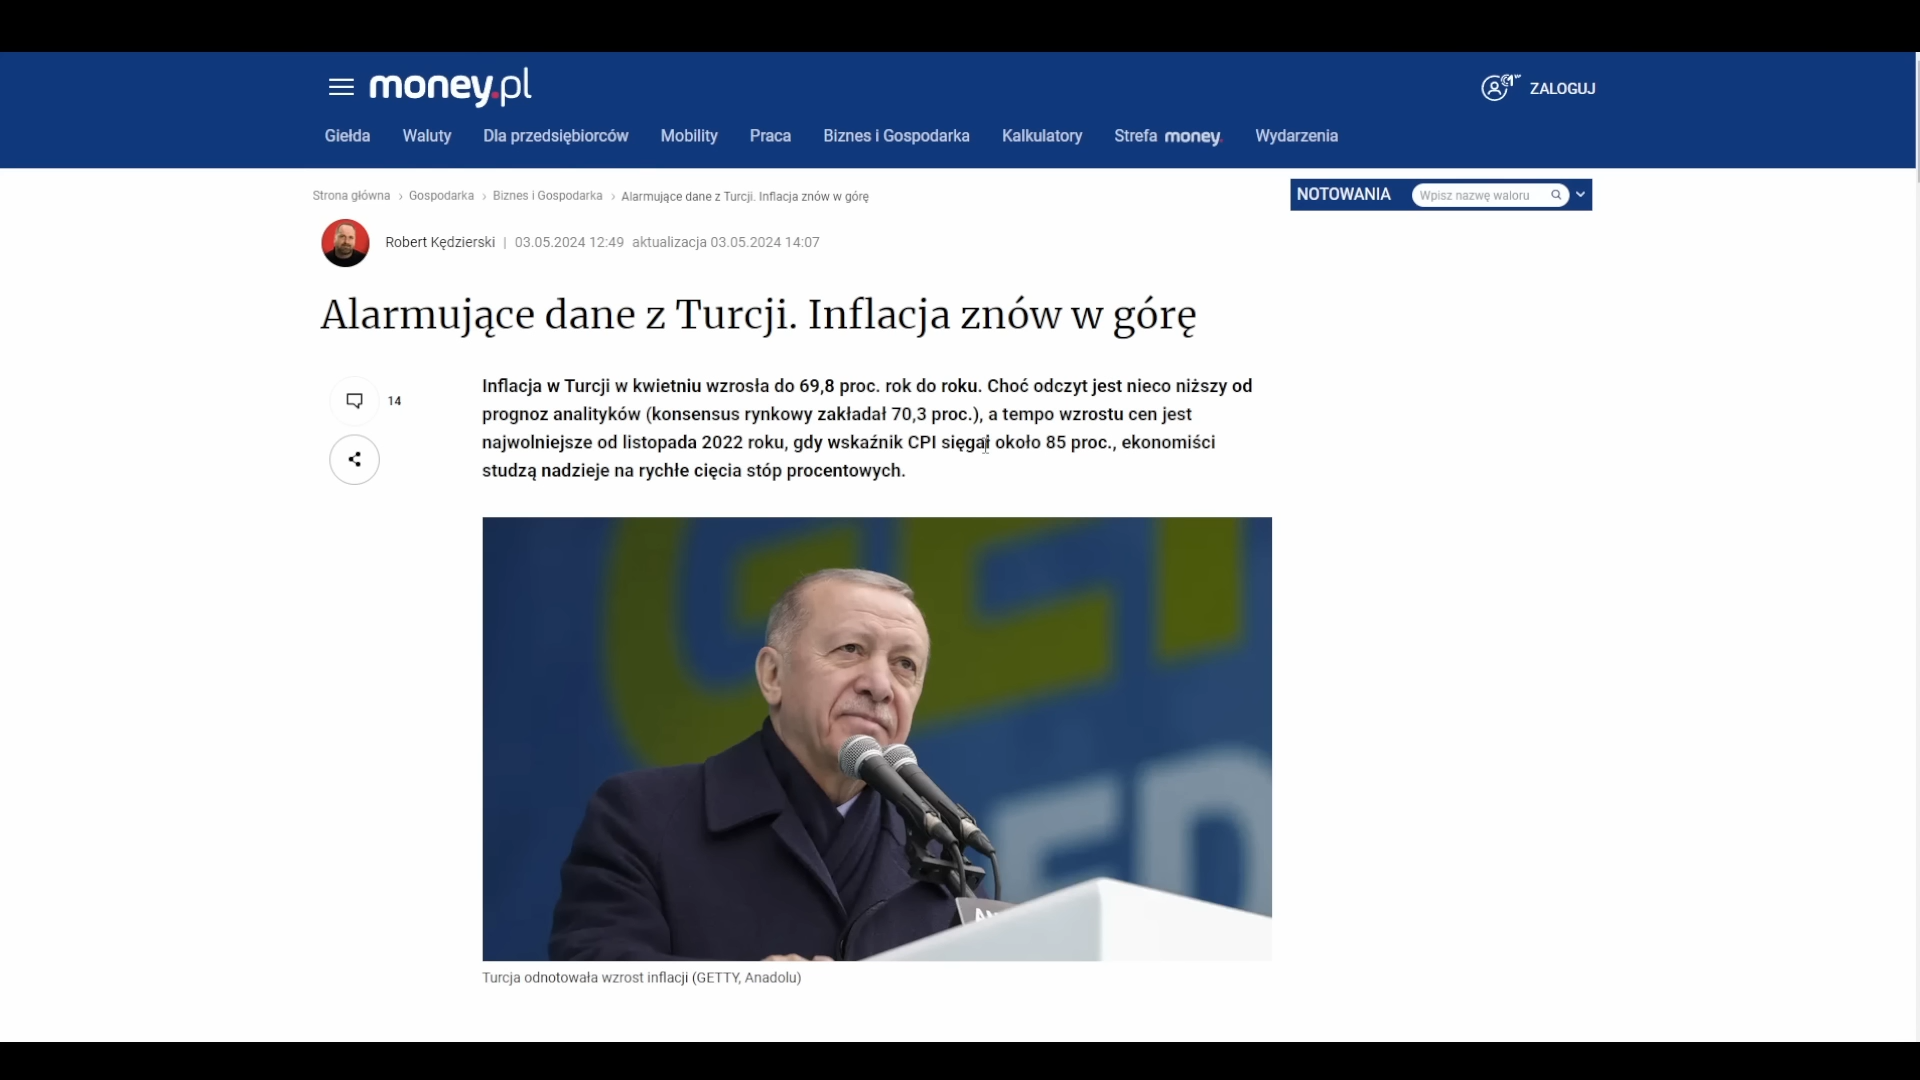 money.pl
ZALOGUJ
Giełda Waluty Dla przedsiębiorców Mobility Praca Biznes i Gospodarka Kalkulatory Strefa money. Wydarzenia
Strona główna › Gospodarka › Biznes i Gospodarka › Alarmujące dane z Turcji. Inflacja znów w górę
NOTOWANIA Wpisz nazwę waloru
Robert Kędzierski | 03.05.2024 12:49 aktualizacja 03.05.2024 14:07
Alarmujące dane z Turcji. Inflacja znów w górę
14
Inflacja w Turcji w kwietniu wzrosła do 69,8 proc. rok do roku. Choć odczyt jest nieco niższy od
prognoz analityków (konsensus rynkowy zakładał 70,3 proc.), a tempo wzrostu cen jest
najwolniejsze od listopada 2022 roku, gdy wskaźnik CPI sięgał około 85 proc., ekonomiści
studzą nadzieje na rychłe cięcia stóp procentowych.
Turcja odnotowała wzrost inflacji (GETTY, Anadolu)